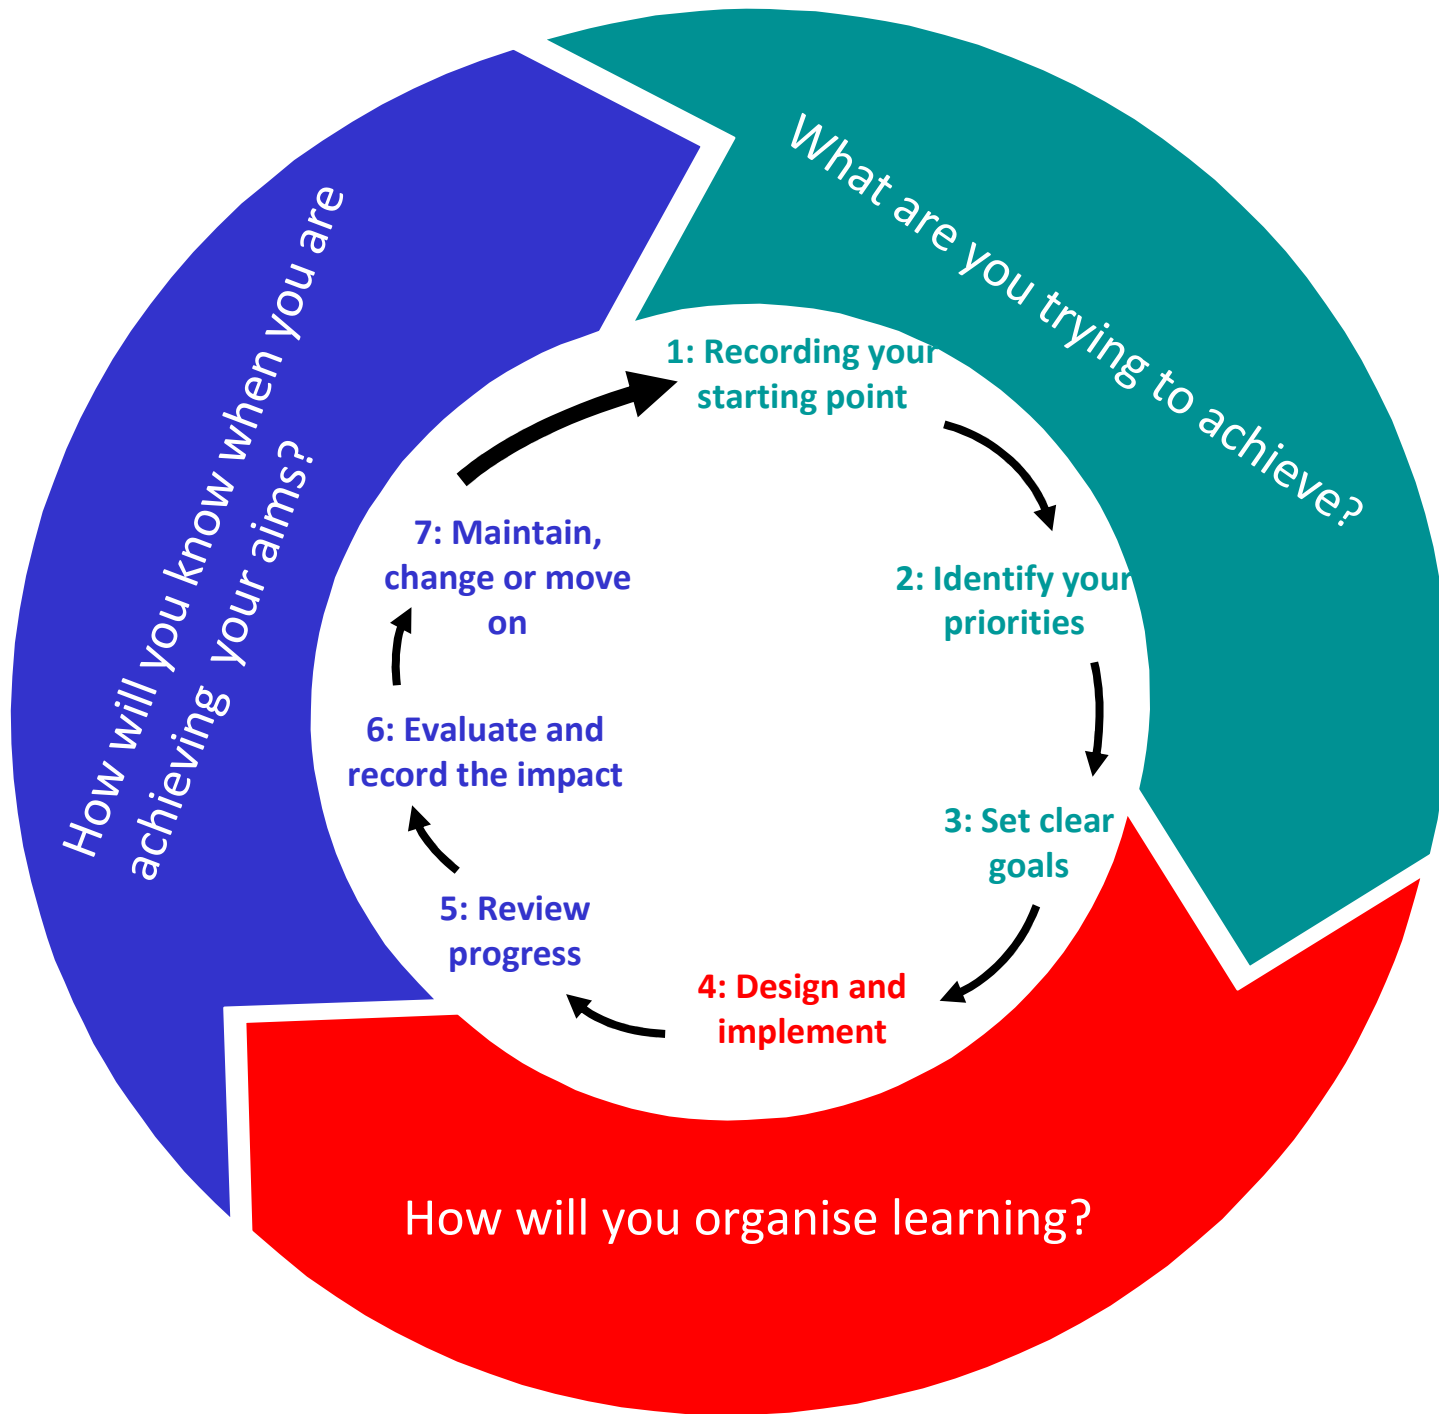 What are you trying to achieve?
1: Recording your
starting point
2: Identify your
priorities
3: Set clear
goals
4: Design and
implement
How will you organise learning?
5: Review
progress
6: Evaluate and
record the impact
7: Maintain,
change or move
on
How will you know when you are
achieving your aims?